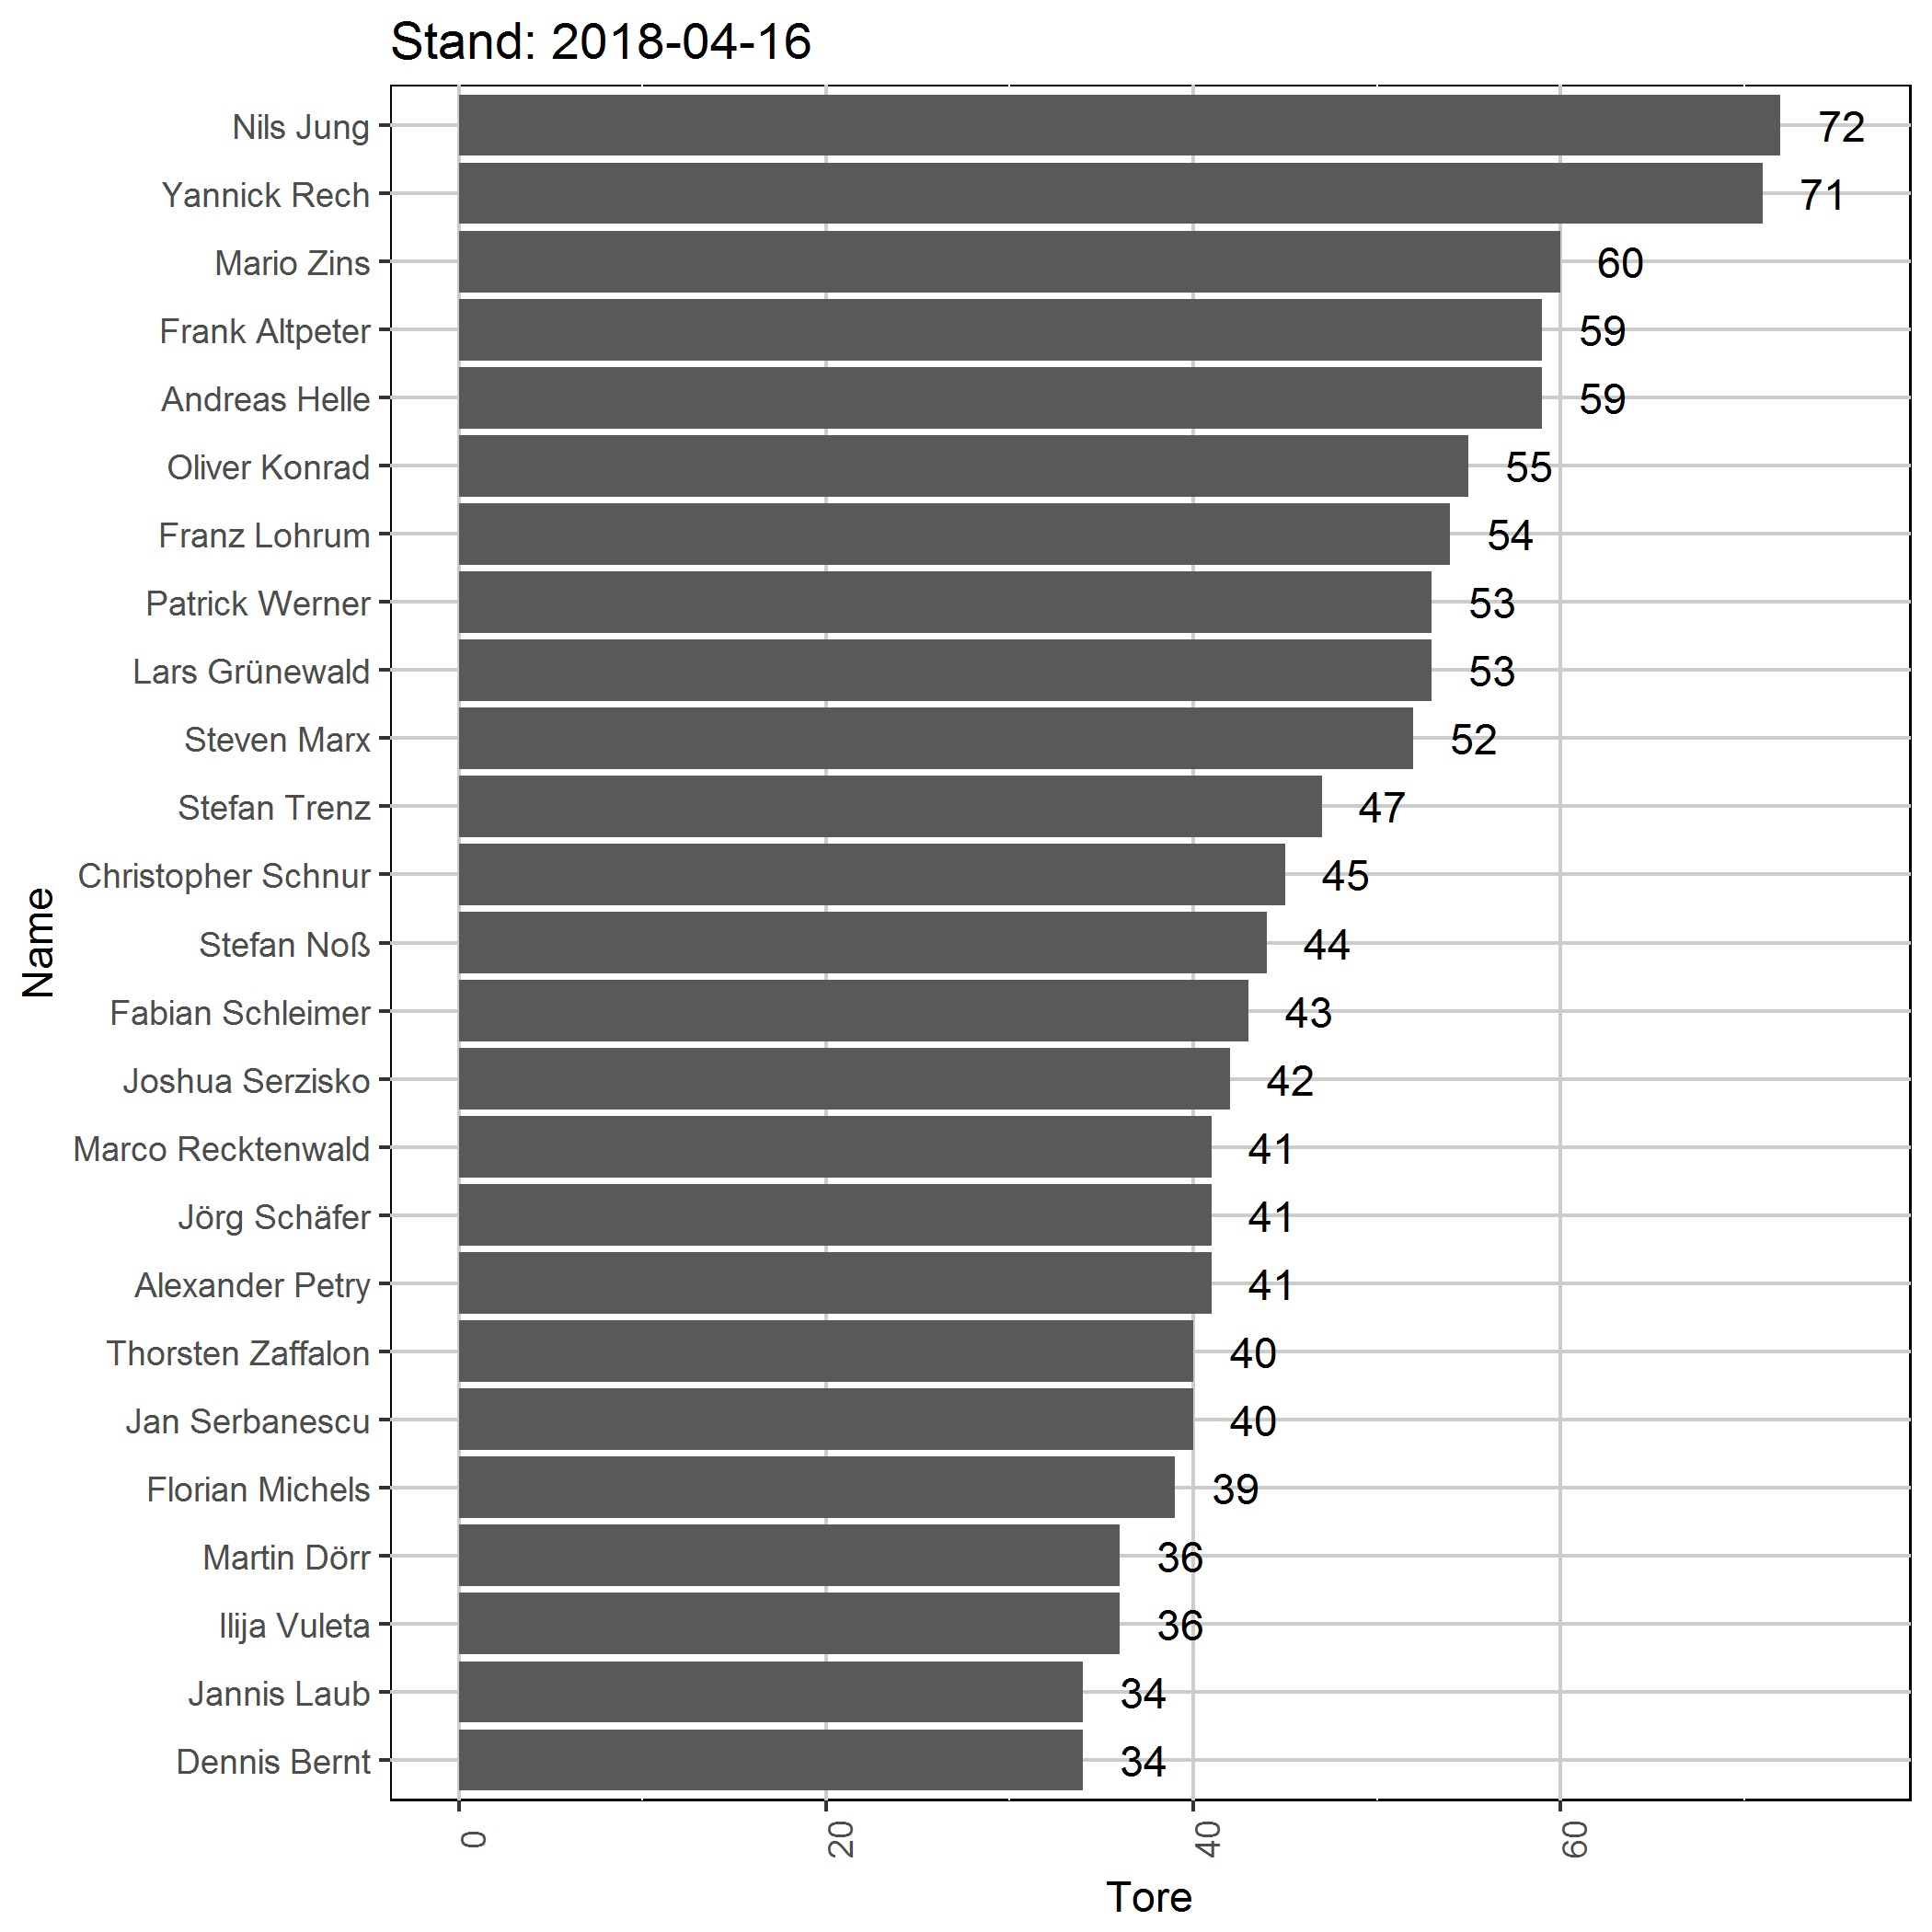 Stand: 2018-04-16
Nils Jung 72
Yannick Rech 71
Mario Zins 60
Frank Altpeter 59
Andreas Helle 59
Oliver Konrad 55
Franz Lohrum 54
Patrick Werner 53
Lars Grünewald 53
Steven Marx 52
Stefan Trenz 47
Christopher Schnur 45
Stefan Noß 44
Fabian Schleimer 43
Joshua Serzisko 42
Marco Recktenwald 41
Jörg Schäfer 41
Alexander Petry 41
Thorsten Zaffalon 40
Jan Serbanescu 40
Florian Michels 39
Martin Dörr 36
Ilija Vuleta 36
Jannis Laub 34
Dennis Bernt 34
Name
0 20 40 60
Tore